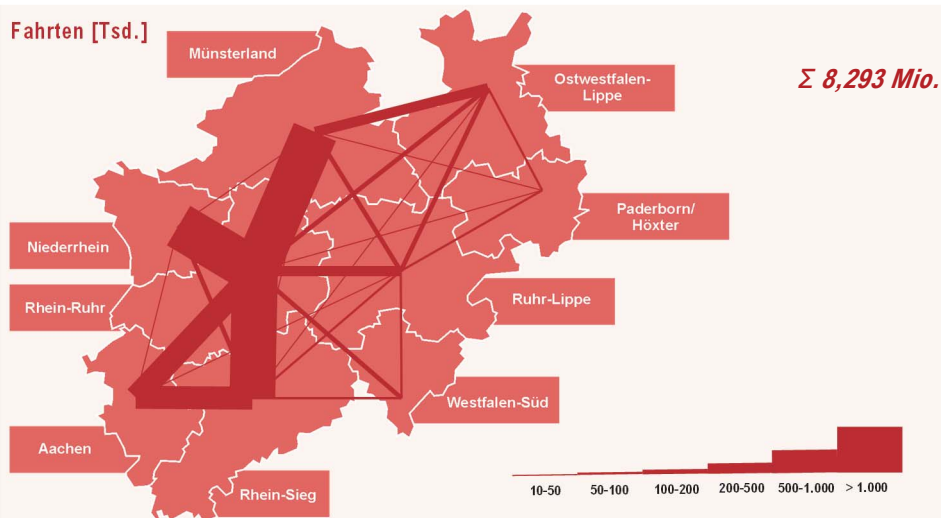 Fahrten [Tsd.]
Münsterland
Ostwestfalen-
Lippe
Σ 8,293 Mio.
Paderborn/
Höxter
Niederrhein
Rhein-Ruhr
Ruhr-Lippe
Westfalen-Süd
Aachen
Rhein-Sieg
10-50 50-100 100-200 200-500 500-1.000 > 1.000